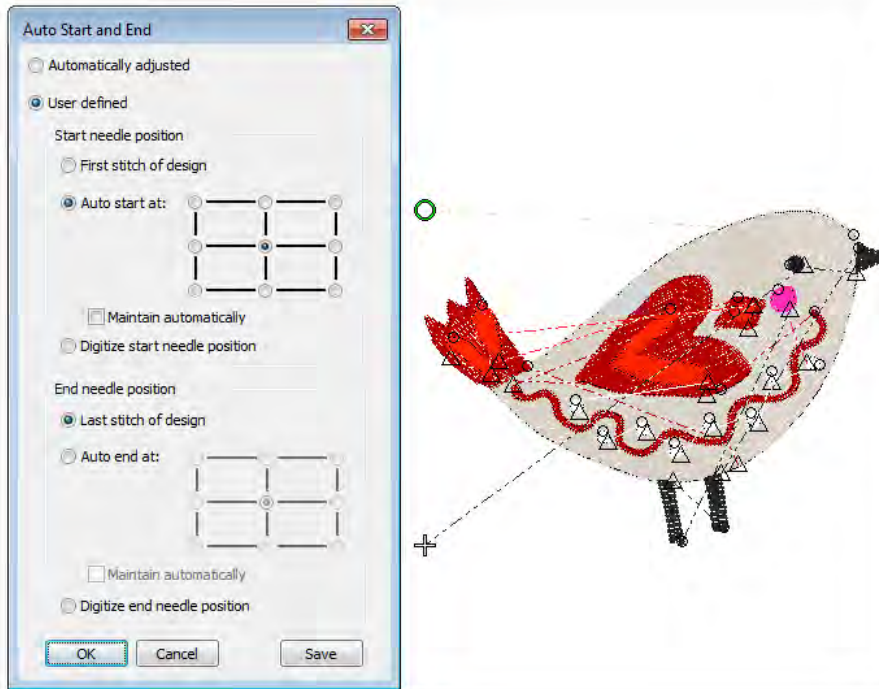 Auto Start and End
Automatically adjusted
User defined
Start needle position
First stitch of design
Auto start at:
Maintain automatically
Digitize start needle position
End needle position
Last stitch of design
Auto end at:
Maintain automatically
Digitize end needle position
OK Cancel Save